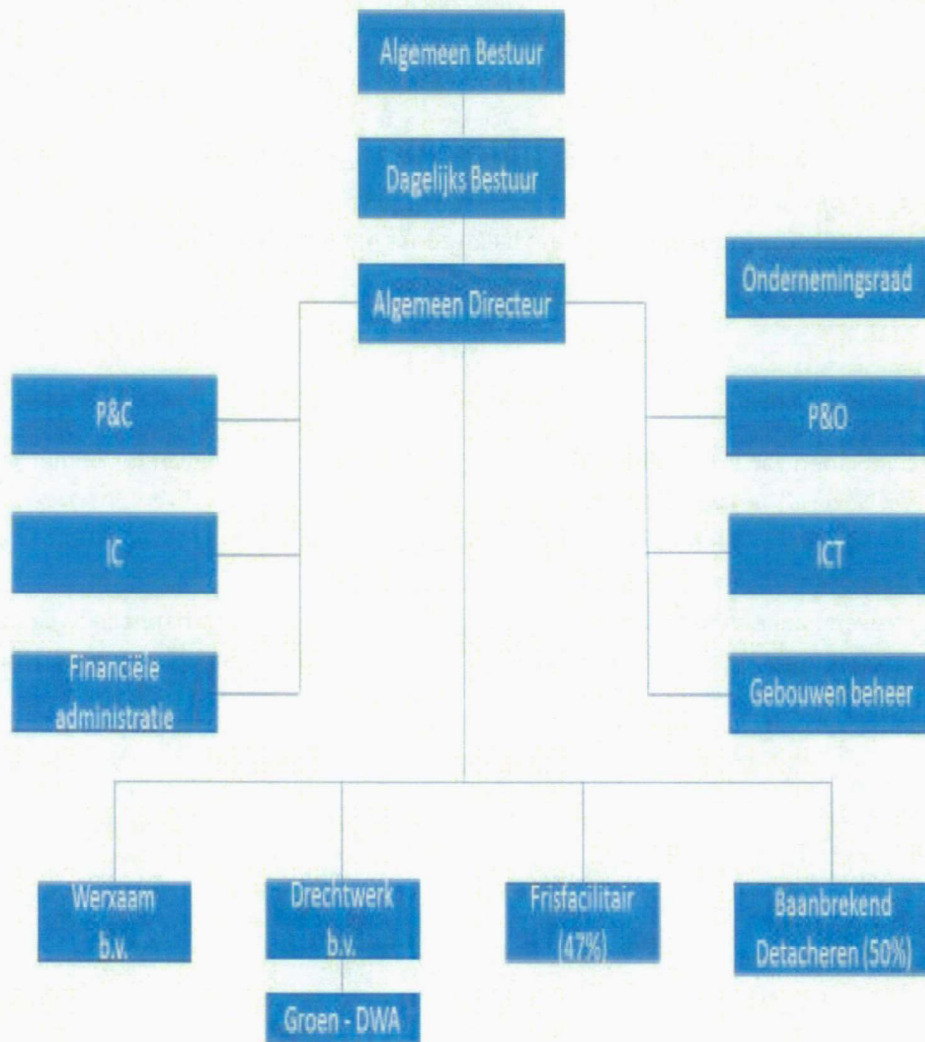 Algemeen Bestuur
Dagelijks Bestuur
Algemeen Directeur
Ondernemingsraad
P&C
P&O
IC
ICT
Financiële
administratie
Gebouwen beheer
Werxaam
b.v.
Drechtwerk
b.v.
Frisfacilitair
(47%)
Baanbrekend
Detacheren (50%)
Groen - DWA